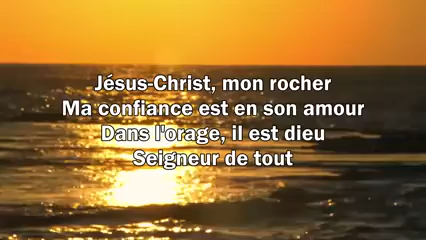 Jésus-Christ, mon rocher
Ma confiance est en son amour
Dans l'orage, il est dieu
Seigneur de tout